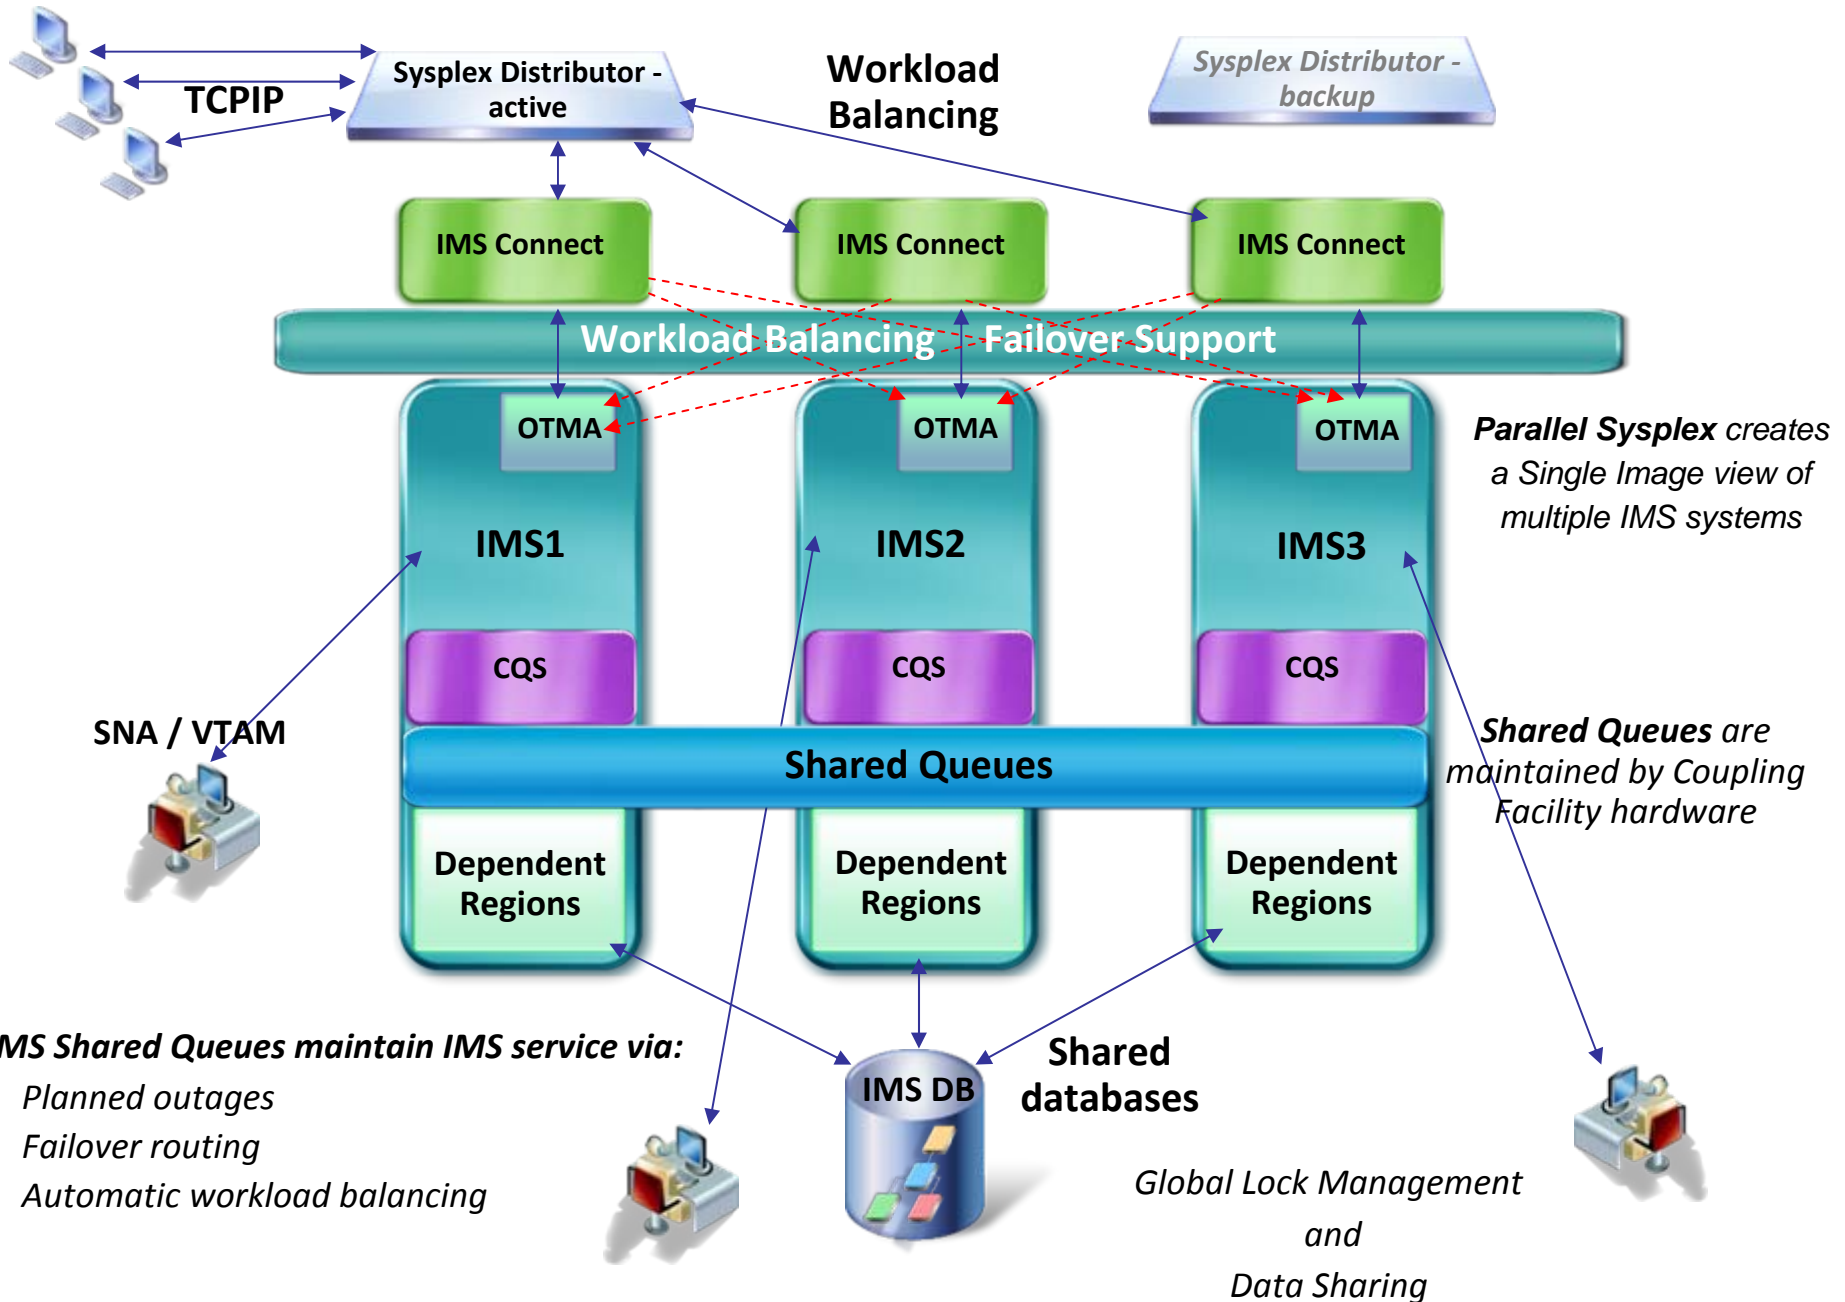 TCPIP
Sysplex Distributor -
active
Workload
Balancing
Sysplex Distributor -
backup
IMS Connect
IMS Connect
IMS Connect
Workload Balancing Failover Support
OTMA
OTMA
OTMA
Parallel Sysplex creates
a Single Image view of
multiple IMS systems
IMS1
IMS2
IMS3
CQS
CQS
CQS
SNA / VTAM
Shared Queues
Shared Queues are
maintained by Coupling
Facility hardware
Dependent
Regions
Dependent
Regions
Dependent
Regions
MS Shared Queues maintain IMS service via:
Planned outages
Failover routing
Automatic workload balancing
IMS DB
Shared
databases
Global Lock Management
and
Data Sharing